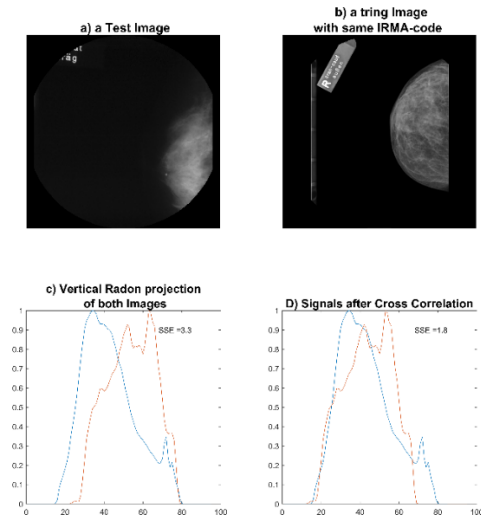 a) a Test Image
b) a tring Image
with same IRMA-code
R
c) Vertical Radon projection
of both Images
SSE =3.3
1
0.9
0.8
0.7
0.6
0.5
0.4
0.3
0.2
0.1
0
0 20 40 60 80 100
D) Signals after Cross Correlation
SSE =1.8
1
0.9
0.8
0.7
0.6
0.5
0.4
0.3
0.2
0.1
0
0 20 40 60 80 100